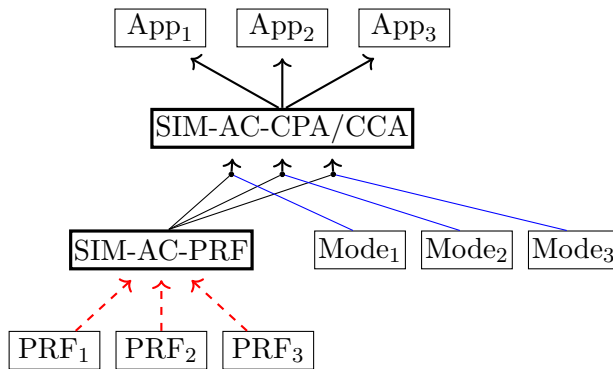 App₁ App₂ App₃
SIM-AC-CPA/CCA
SIM-AC-PRF Mode₁ Mode₂ Mode₃
PRF₁ PRF₂ PRF₃